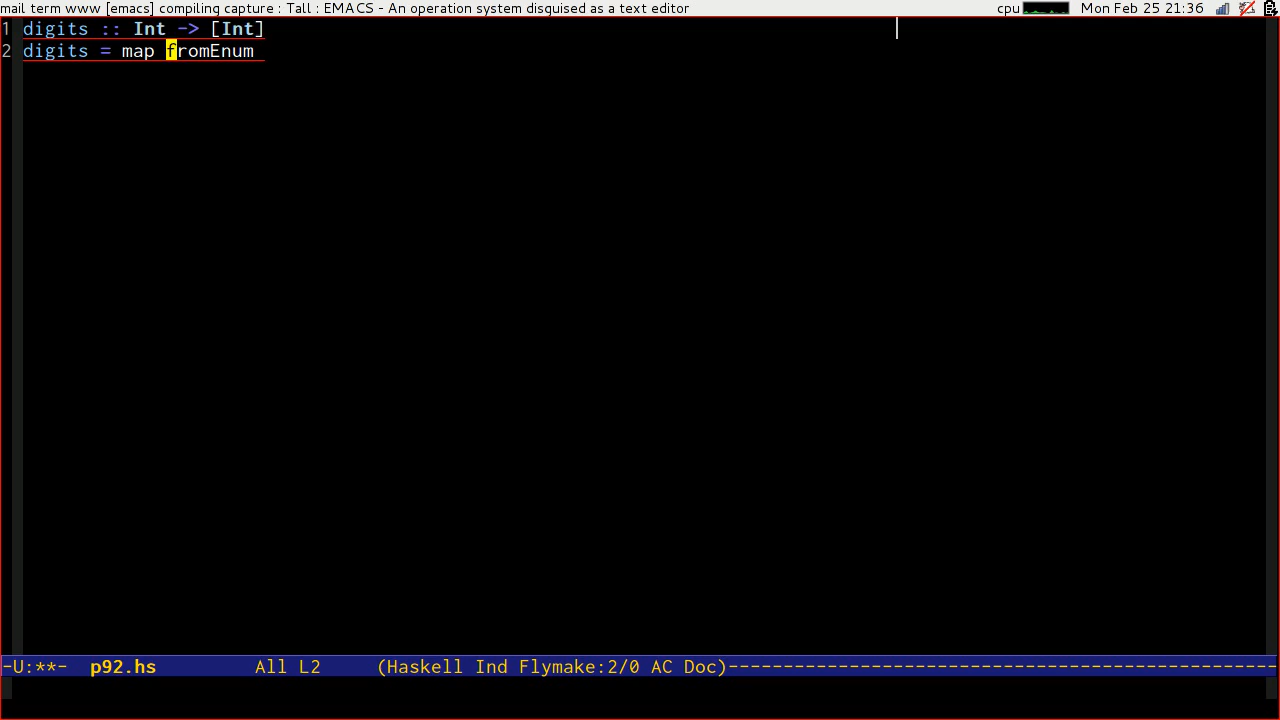 mail term www [emacs] compiling capture : Tall : EMACS - An operation system disguised as a text editor cpu Mon Feb 25 21:36
1 digits :: Int -> [Int]
2 digits = map fromEnum
-U:**- p92.hs All L2 (Haskell Ind Flymake:2/0 AC Doc)--------------------------------------------------